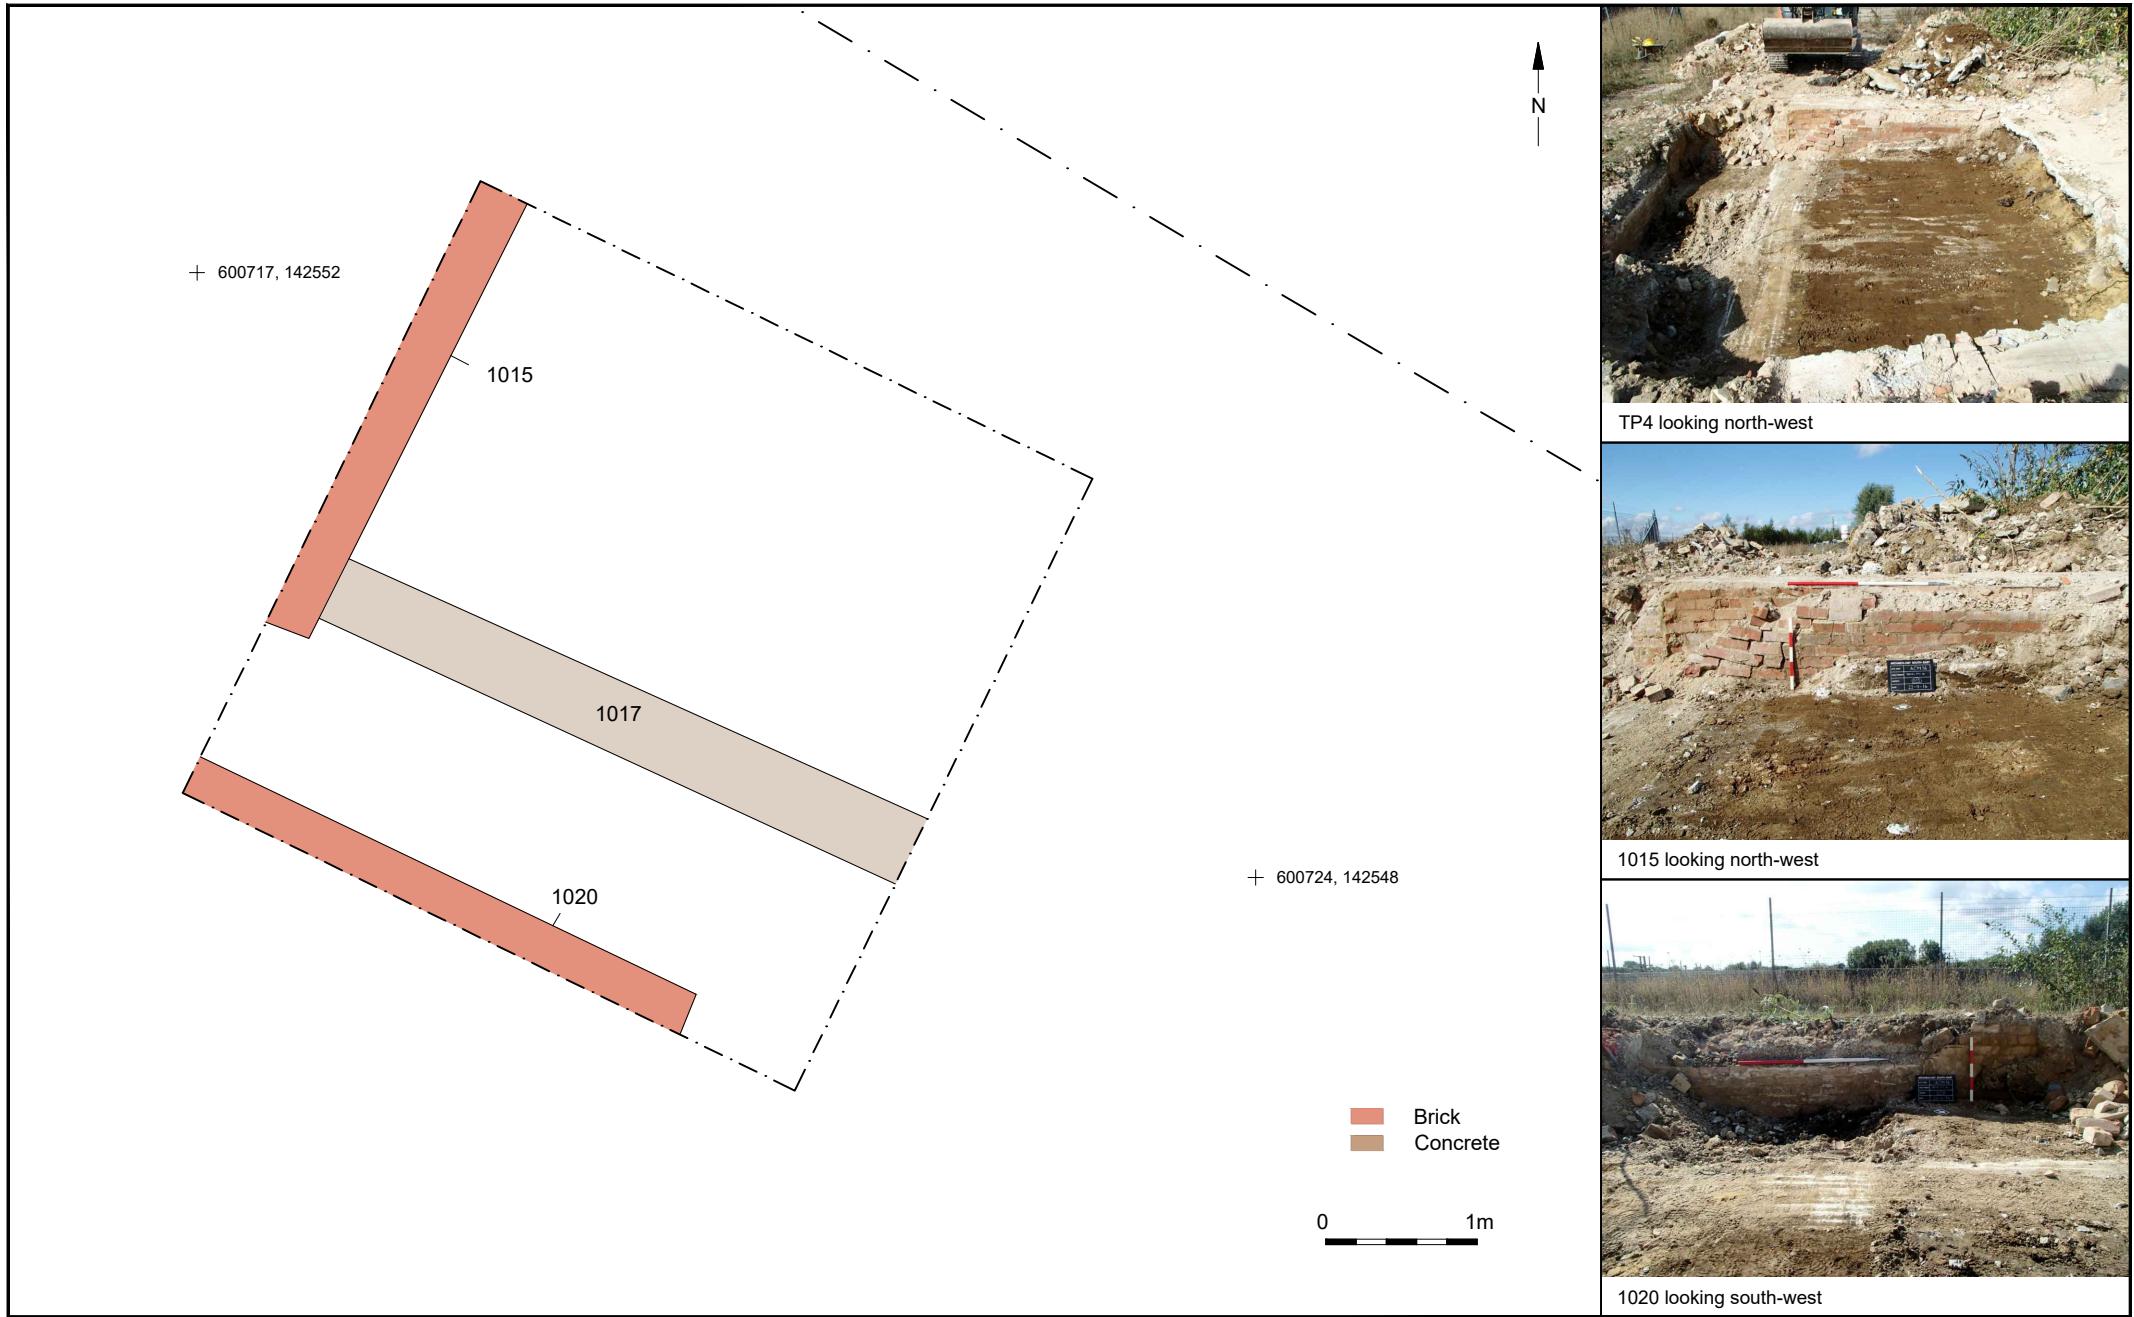 N
600717, 142552
1015
1017
1020
600724, 142548
Brick
Concrete
0 1m
TP4 looking north-west
1015 looking north-west
1020 looking south-west